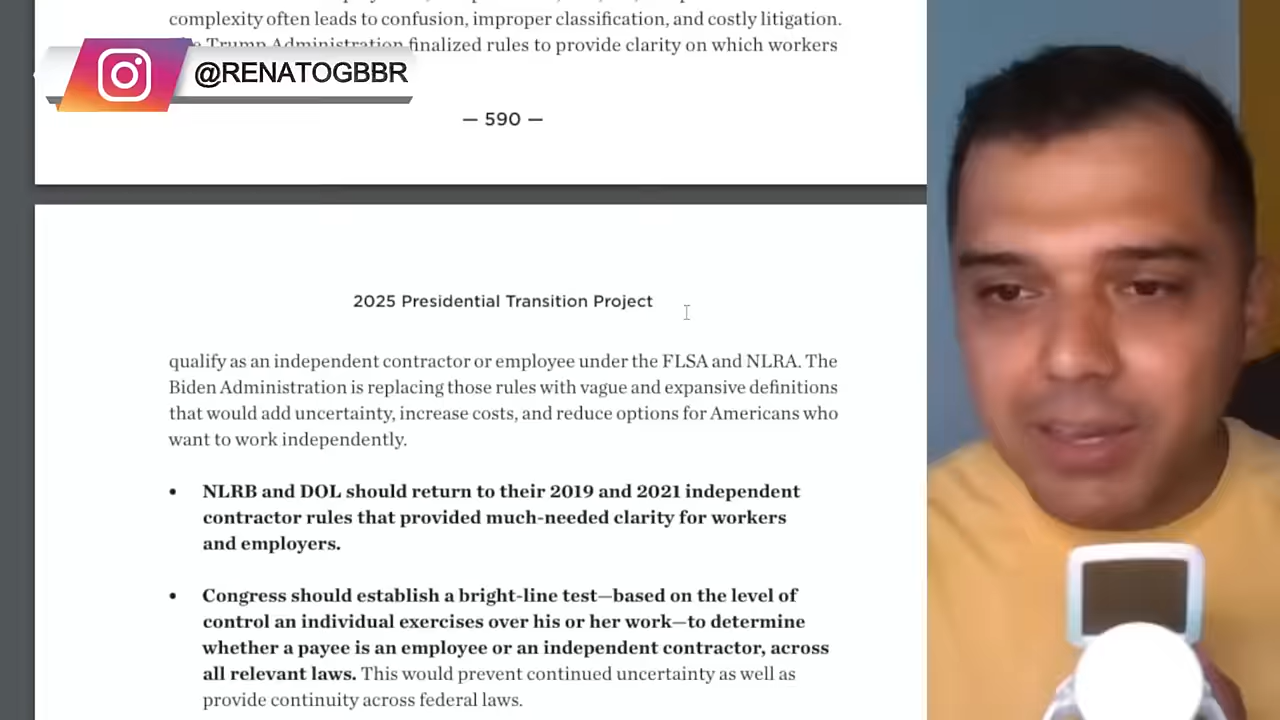 complexity often leads to confusion, improper classification, and costly litigation.
Trump Administration finalized rules to provide clarity on which workers
@RENATOGBBR
— 590 —
2025 Presidential Transition Project
qualify as an independent contractor or employee under the FLSA and NLRA. The
Biden Administration is replacing those rules with vague and expansive definitions
that would add uncertainty, increase costs, and reduce options for Americans who
want to work independently.
• NLRB and DOL should return to their 2019 and 2021 independent
contractor rules that provided much-needed clarity for workers
and employers.
• Congress should establish a bright-line test—based on the level of
control an individual exercises over his or her work—to determine
whether a payee is an employee or an independent contractor, across
all relevant laws. This would prevent continued uncertainty as well as
provide continuity across federal laws.